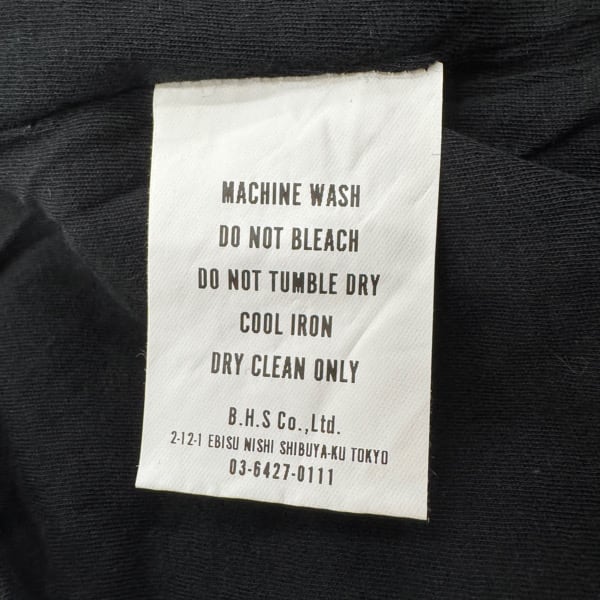 MACHINE WASH
DO NOT BLEACH
DO NOT TUMBLE DRY
COOL IRON
DRY CLEAN ONLY
B.H.S Co.,Ltd.
2-12-1 EBISU NISHI SHIBUYA-KU TOKYO
03-6427-0111